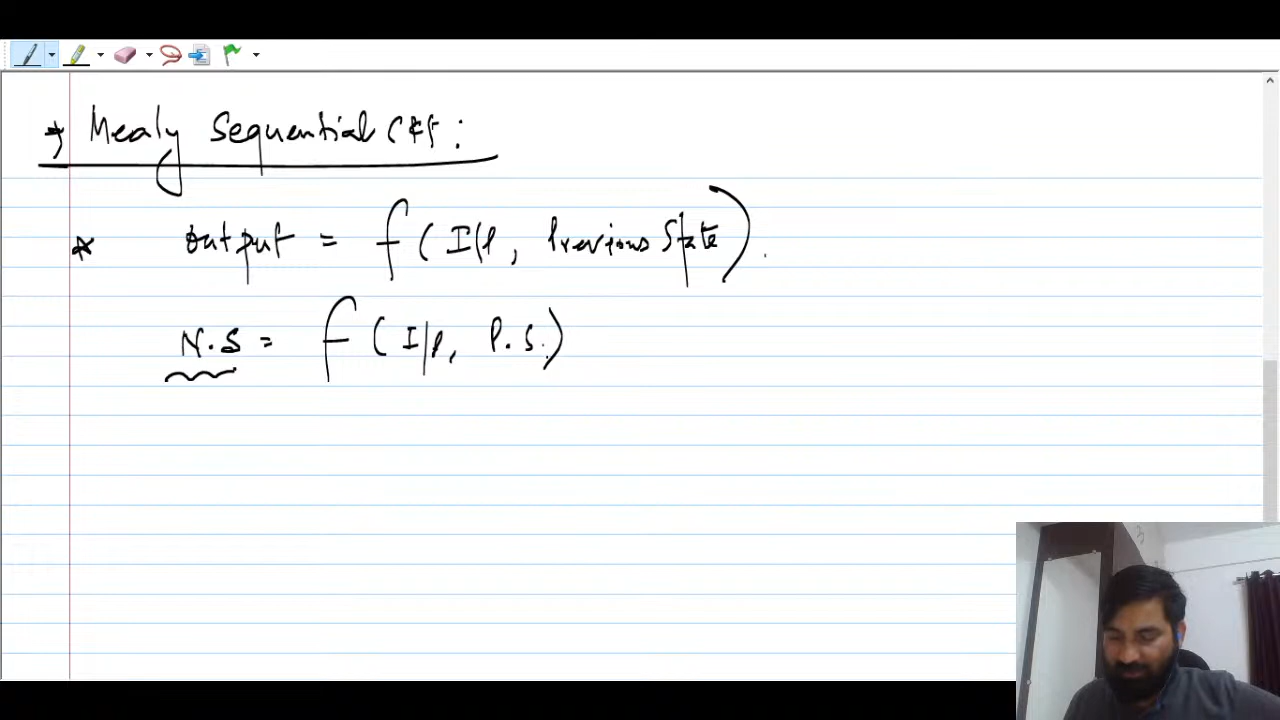 → Mealy Sequential Ckt :
* Output = f ( I/P , Previous State ) .
N.S = f ( I/P, P.S. )